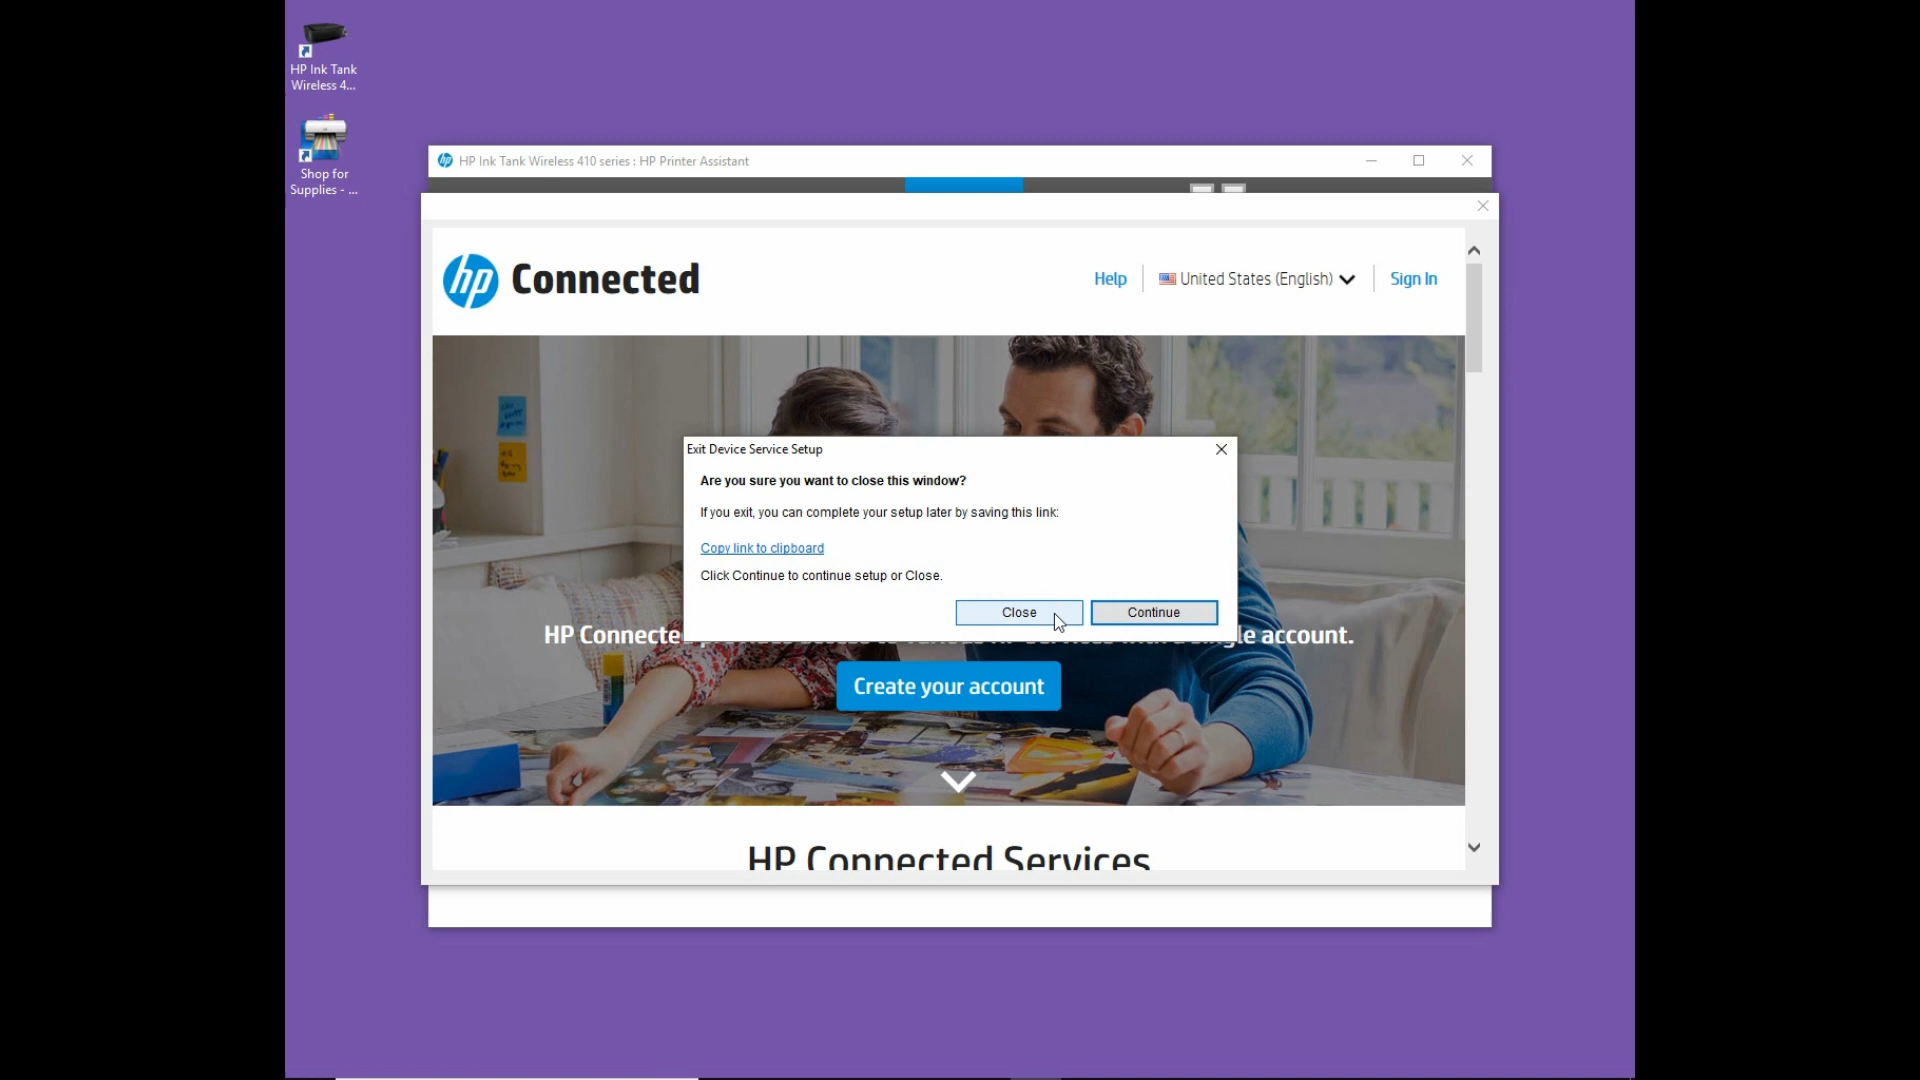 HP Ink Tank
Wireless 4...
Shop for
Supplies - ...
HP Ink Tank Wireless 410 series : HP Printer Assistant
hp Connected
Help
United States (English)
Sign In
Exit Device Service Setup
Are you sure you want to close this window?
If you exit, you can complete your setup later by saving this link:
Copy link to clipboard
Click Continue to continue setup or Close.
Close
Continue
HP Connecte
le account.
Create your account
HP Connected Services